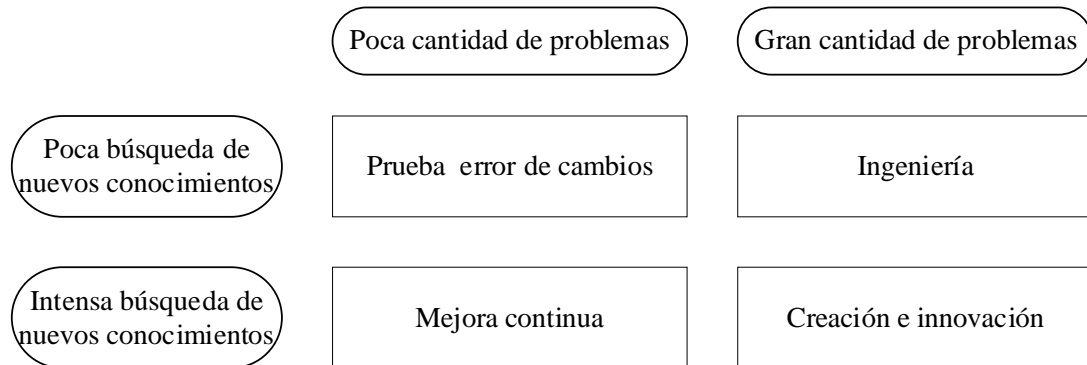 Poca cantidad de problemas
Gran cantidad de problemas
Poca búsqueda de
nuevos conocimientos
Prueba error de cambios
Ingeniería
Intensa búsqueda de
nuevos conocimientos
Mejora continua
Creación e innovación